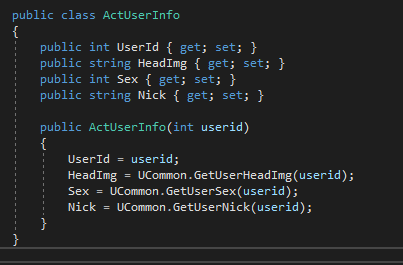 public class ActUserInfo
{
    public int UserId { get; set; }
    public string HeadImg { get; set; }
    public int Sex { get; set; }
    public string Nick { get; set; }

    public ActUserInfo(int userid)
    {
        UserId = userid;
        HeadImg = UCommon.GetUserHeadImg(userid);
        Sex = UCommon.GetUserSex(userid);
        Nick = UCommon.GetUserNick(userid);
    }
}